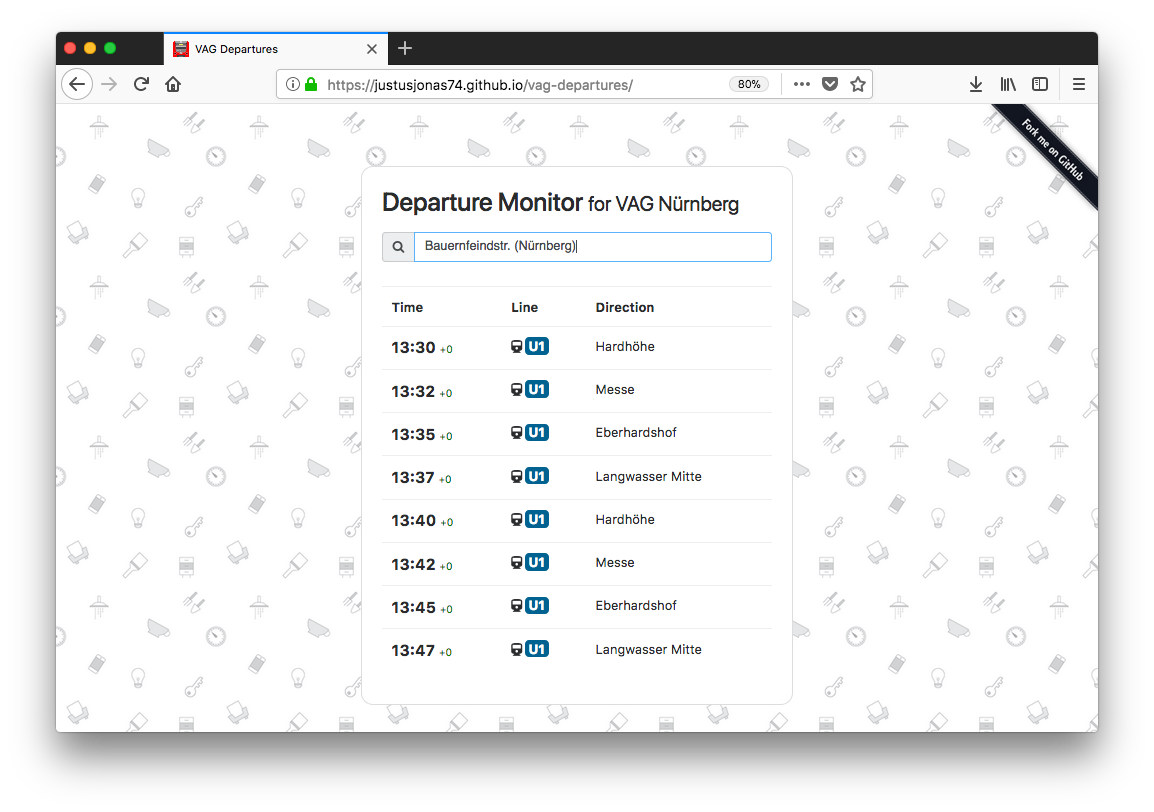 VAG Departures
https://justusjonas74.github.io/vag-departures/
80%
Fork me on GitHub
Departure Monitor for VAG Nürnberg
Bauernfeindstr. (Nürnberg)
Time Line Direction
13:30 +0 U1 Hardhöhe
13:32 +0 U1 Messe
13:35 +0 U1 Eberhardshof
13:37 +0 U1 Langwasser Mitte
13:40 +0 U1 Hardhöhe
13:42 +0 U1 Messe
13:45 +0 U1 Eberhardshof
13:47 +0 U1 Langwasser Mitte